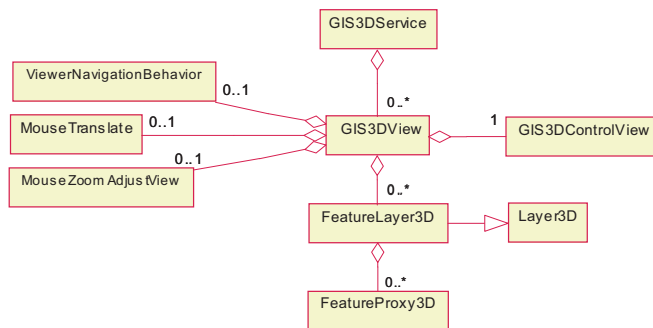 GIS3DService
ViewerNavigationBehavior
0..1
0..*
MouseTranslate
0..1
GIS3DView
1
GIS3DControlView
0..1
MouseZoomAdjustView
0..*
FeatureLayer3D
Layer3D
0..*
FeatureProxy3D